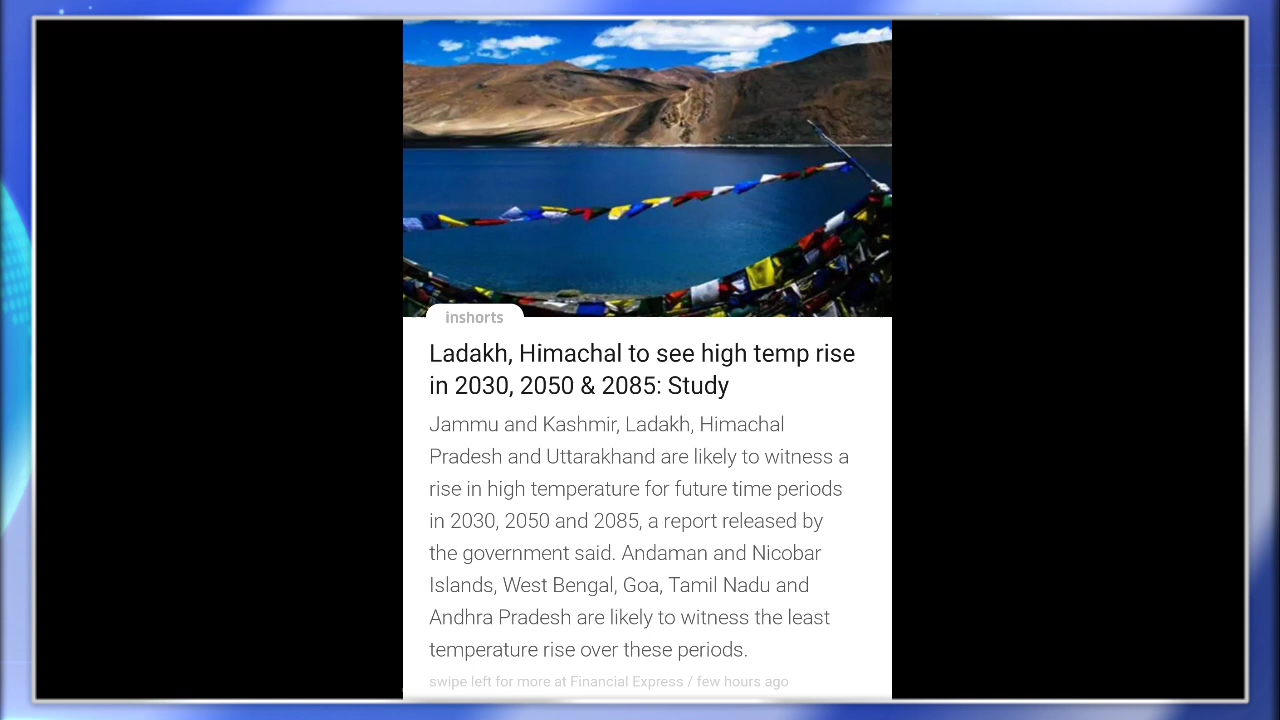 inshorts
Ladakh, Himachal to see high temp rise
in 2030, 2050 & 2085: Study
Jammu and Kashmir, Ladakh, Himachal
Pradesh and Uttarakhand are likely to witness a
rise in high temperature for future time periods
in 2030, 2050 and 2085, a report released by
the government said. Andaman and Nicobar
Islands, West Bengal, Goa, Tamil Nadu and
Andhra Pradesh are likely to witness the least
temperature rise over these periods.
swipe left for more at Financial Express / few hours ago